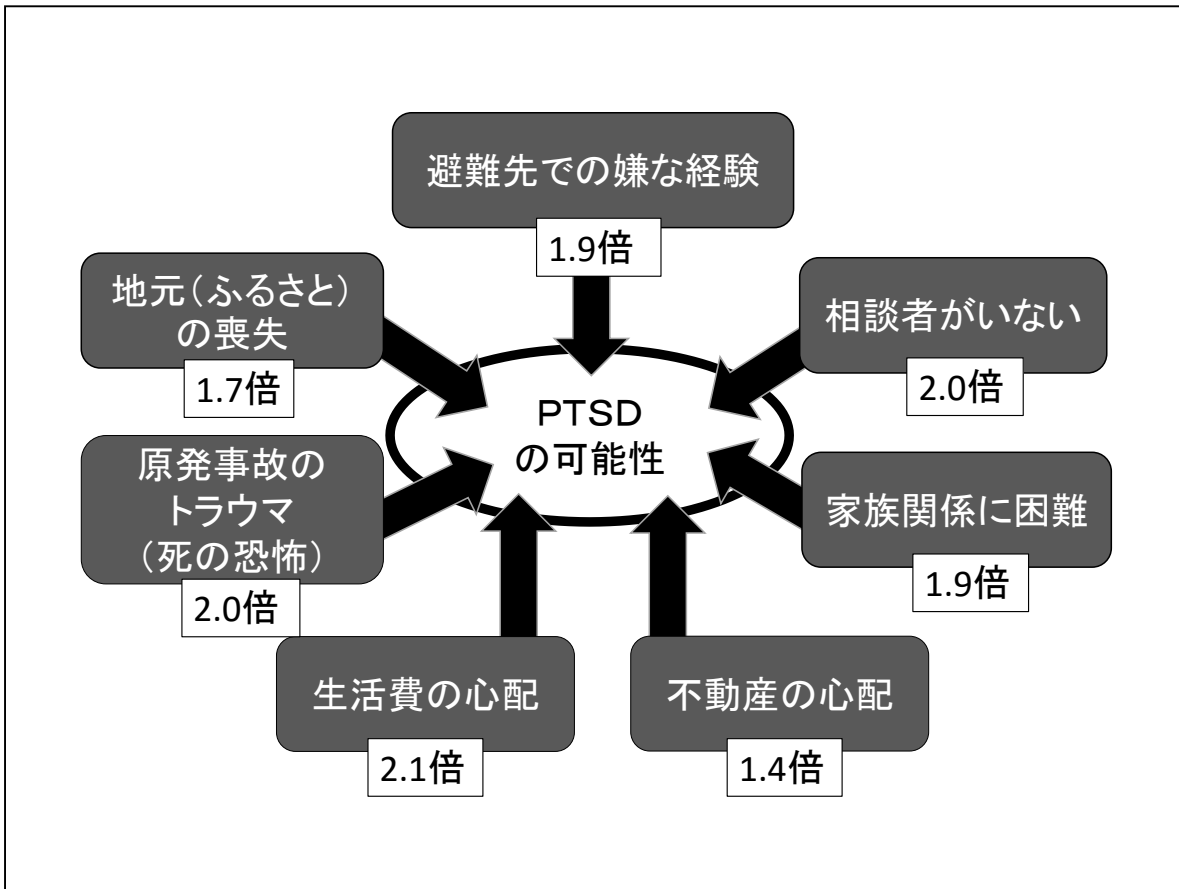 避難先での嫌な経験
1.9倍
地元(ふるさと)
の喪失
1.7倍
相談者がいない
2.0倍
PTSD
の可能性
原発事故の
トラウマ
(死の恐怖)
2.0倍
家族関係に困難
1.9倍
生活費の心配
2.1倍
不動産の心配
1.4倍